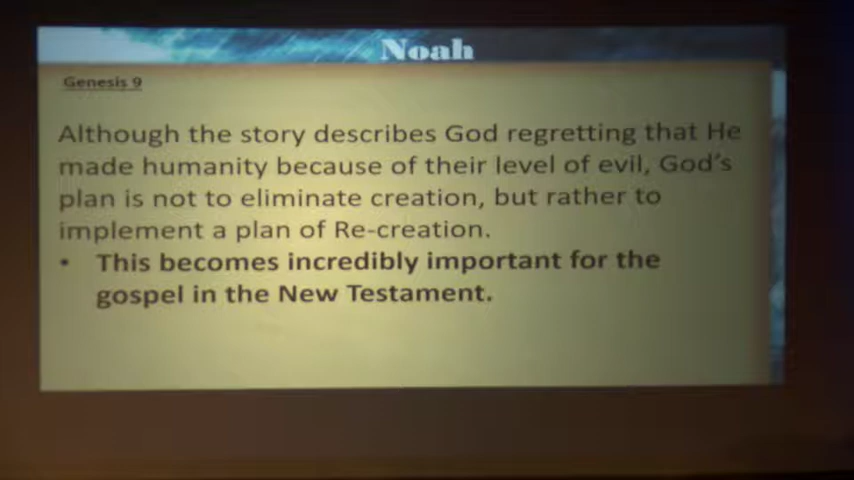 Noah
Genesis 9
Although the story describes God regretting that He
made humanity because of their level of evil, God's
plan is not to eliminate creation, but rather to
implement a plan of Re-creation.
• This becomes incredibly important for the
gospel in the New Testament.